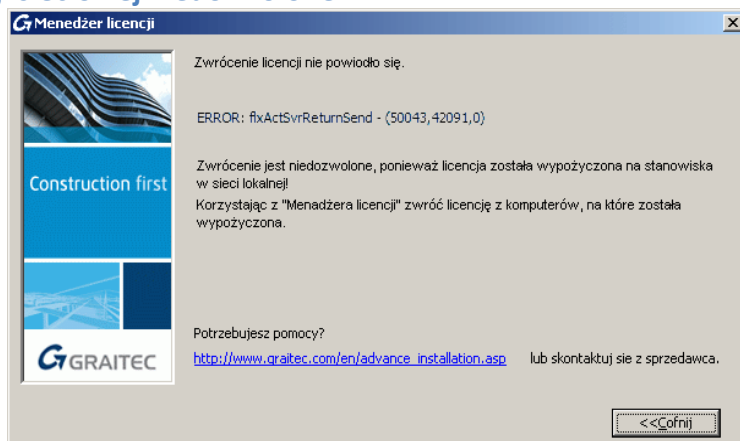 Menedżer licencji
Zwrócenie licencji nie powiodło się.
ERROR: flxActSvrReturnSend - (50043,42091,0)
Zwrócenie jest niedozwolone, ponieważ licencja została wypożyczona na stanowiska
w sieci lokalnej!
Korzystając z "Menadżera licencji" zwróć licencję z komputerów, na które została
wypożyczona.
Construction first
Potrzebujesz pomocy?
http://www.graitec.com/en/advance_installation.asp lub skontaktuj sie z sprzedawca.
GRAITEC
<<Cofnij